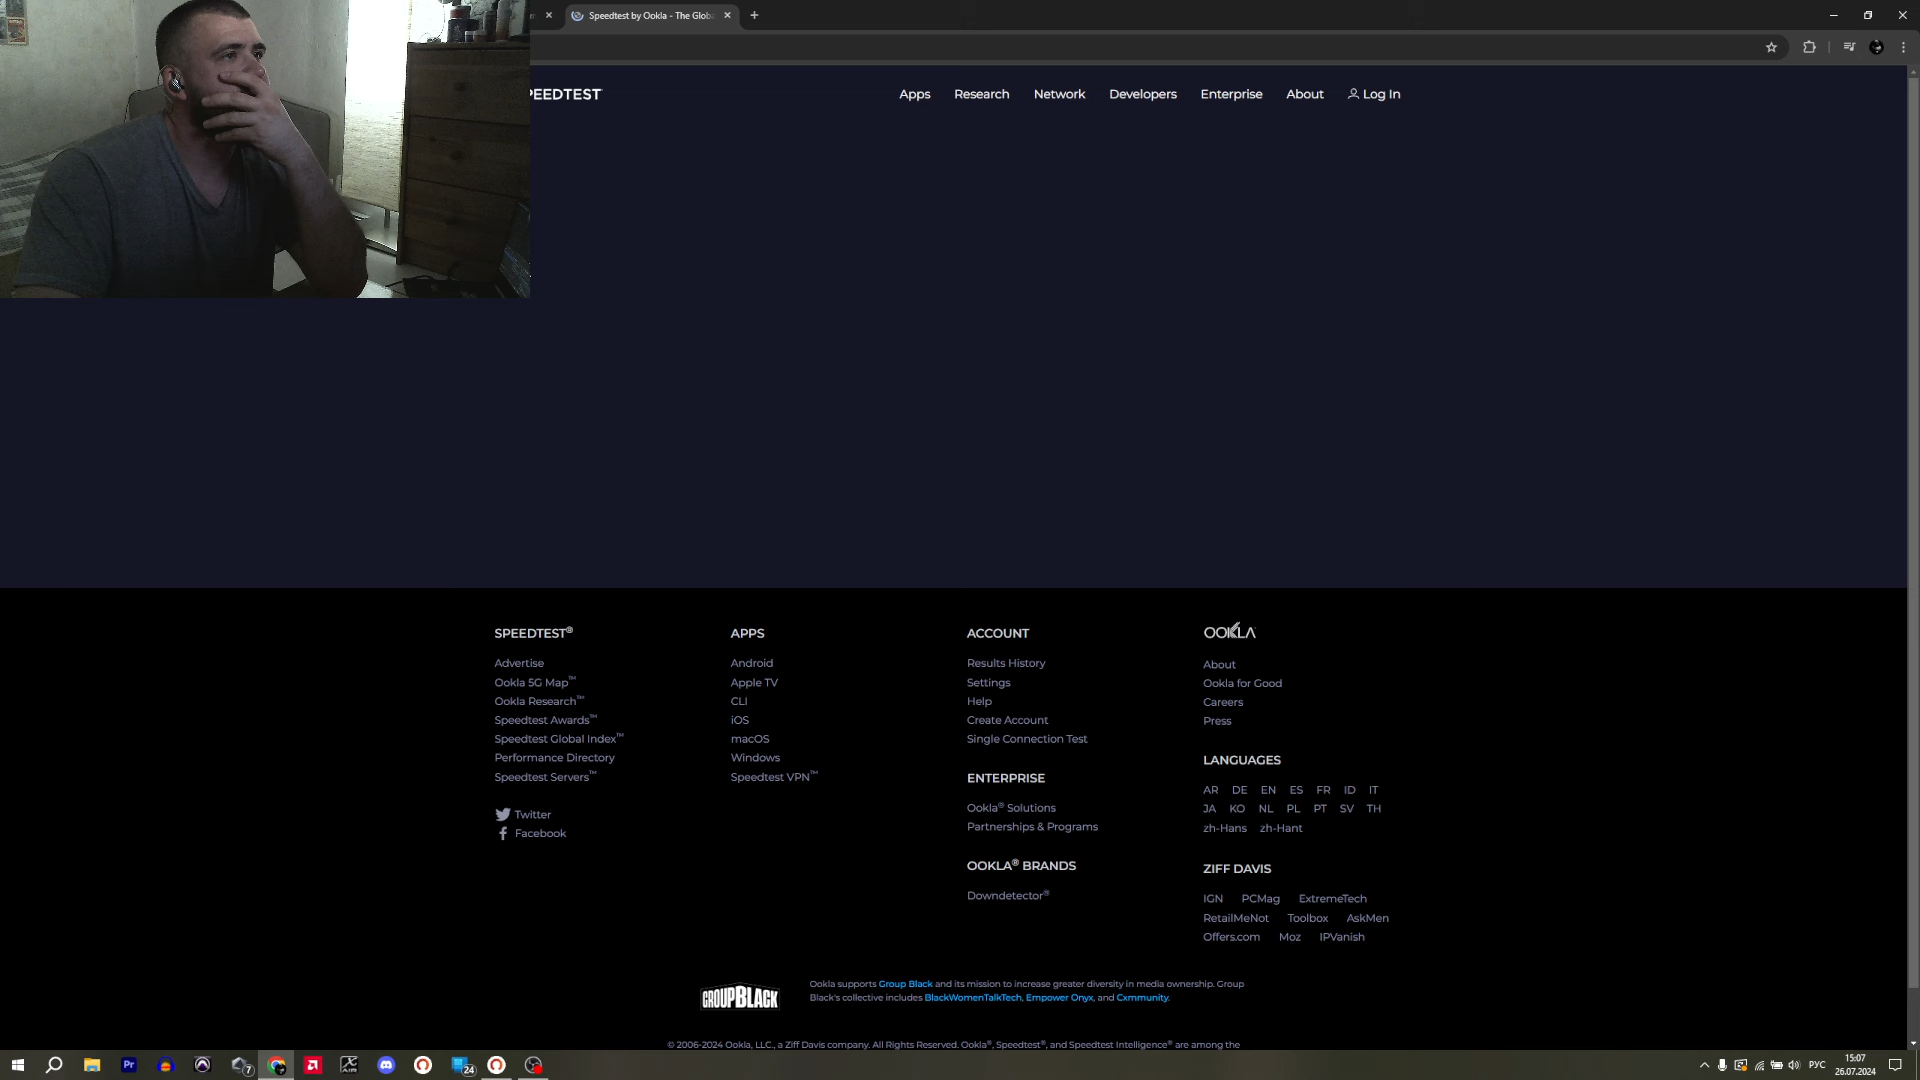 Speedtest by Ookla - The Globa
PEEDTEST
Apps Research Network Developers Enterprise About Log In
SPEEDTEST®
Advertise
Ookla 5G Map™
Ookla Research™
Speedtest Awards™
Speedtest Global Index™
Performance Directory
Speedtest Servers™
Twitter
Facebook
APPS
Android
Apple TV
CLI
iOS
macOS
Windows
Speedtest VPN™
ACCOUNT
Results History
Settings
Help
Create Account
Single Connection Test
ENTERPRISE
Ookla® Solutions
Partnerships & Programs
OOKLA® BRANDS
Downdetector®
OOKLA
About
Ookla for Good
Careers
Press
LANGUAGES
AR DE EN ES FR ID IT
JA KO NL PL PT SV TH
zh-Hans zh-Hant
ZIFF DAVIS
IGN PCMag ExtremeTech
RetailMeNot Toolbox AskMen
Offers.com Moz IPVanish
GROUPBLACK
Ookla supports Group Black and its mission to increase greater diversity in media ownership. Group
Black's collective includes BlackWomenTalkTech, Empower Onyx, and Cxmmunity.
© 2006-2024 Ookla, LLC., a Ziff Davis company. All Rights Reserved. Ookla®, Speedtest®, and Speedtest Intelligence® are among the
Pr
7
24
РУС
15:07
26.07.2024